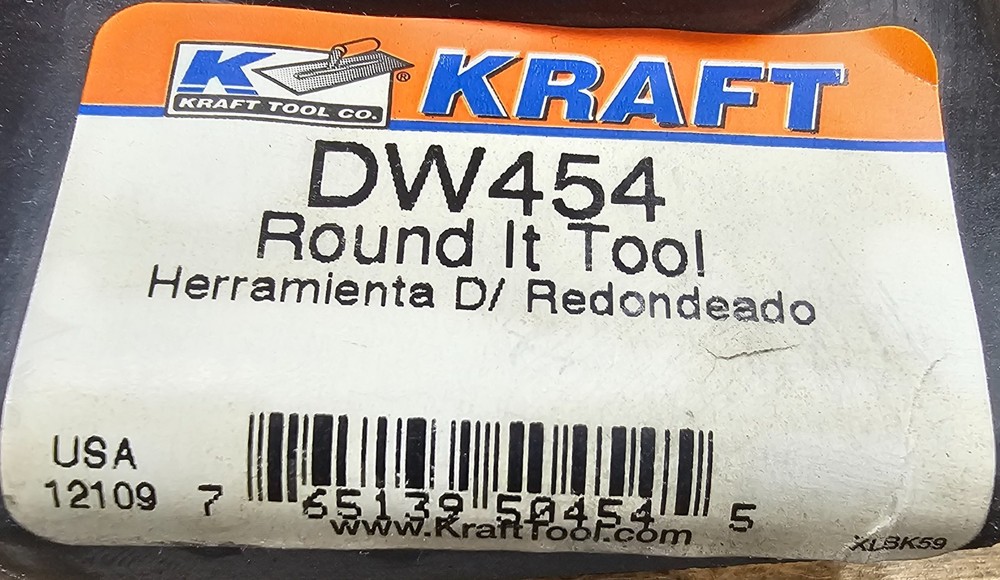 K
KRAFT TOOL CO.
®
KRAFT
DW454
Round It Tool
Herramienta D/ Redondeado
USA
12109
7 65139 50454 5
www.KraftTool.com
XLBK59